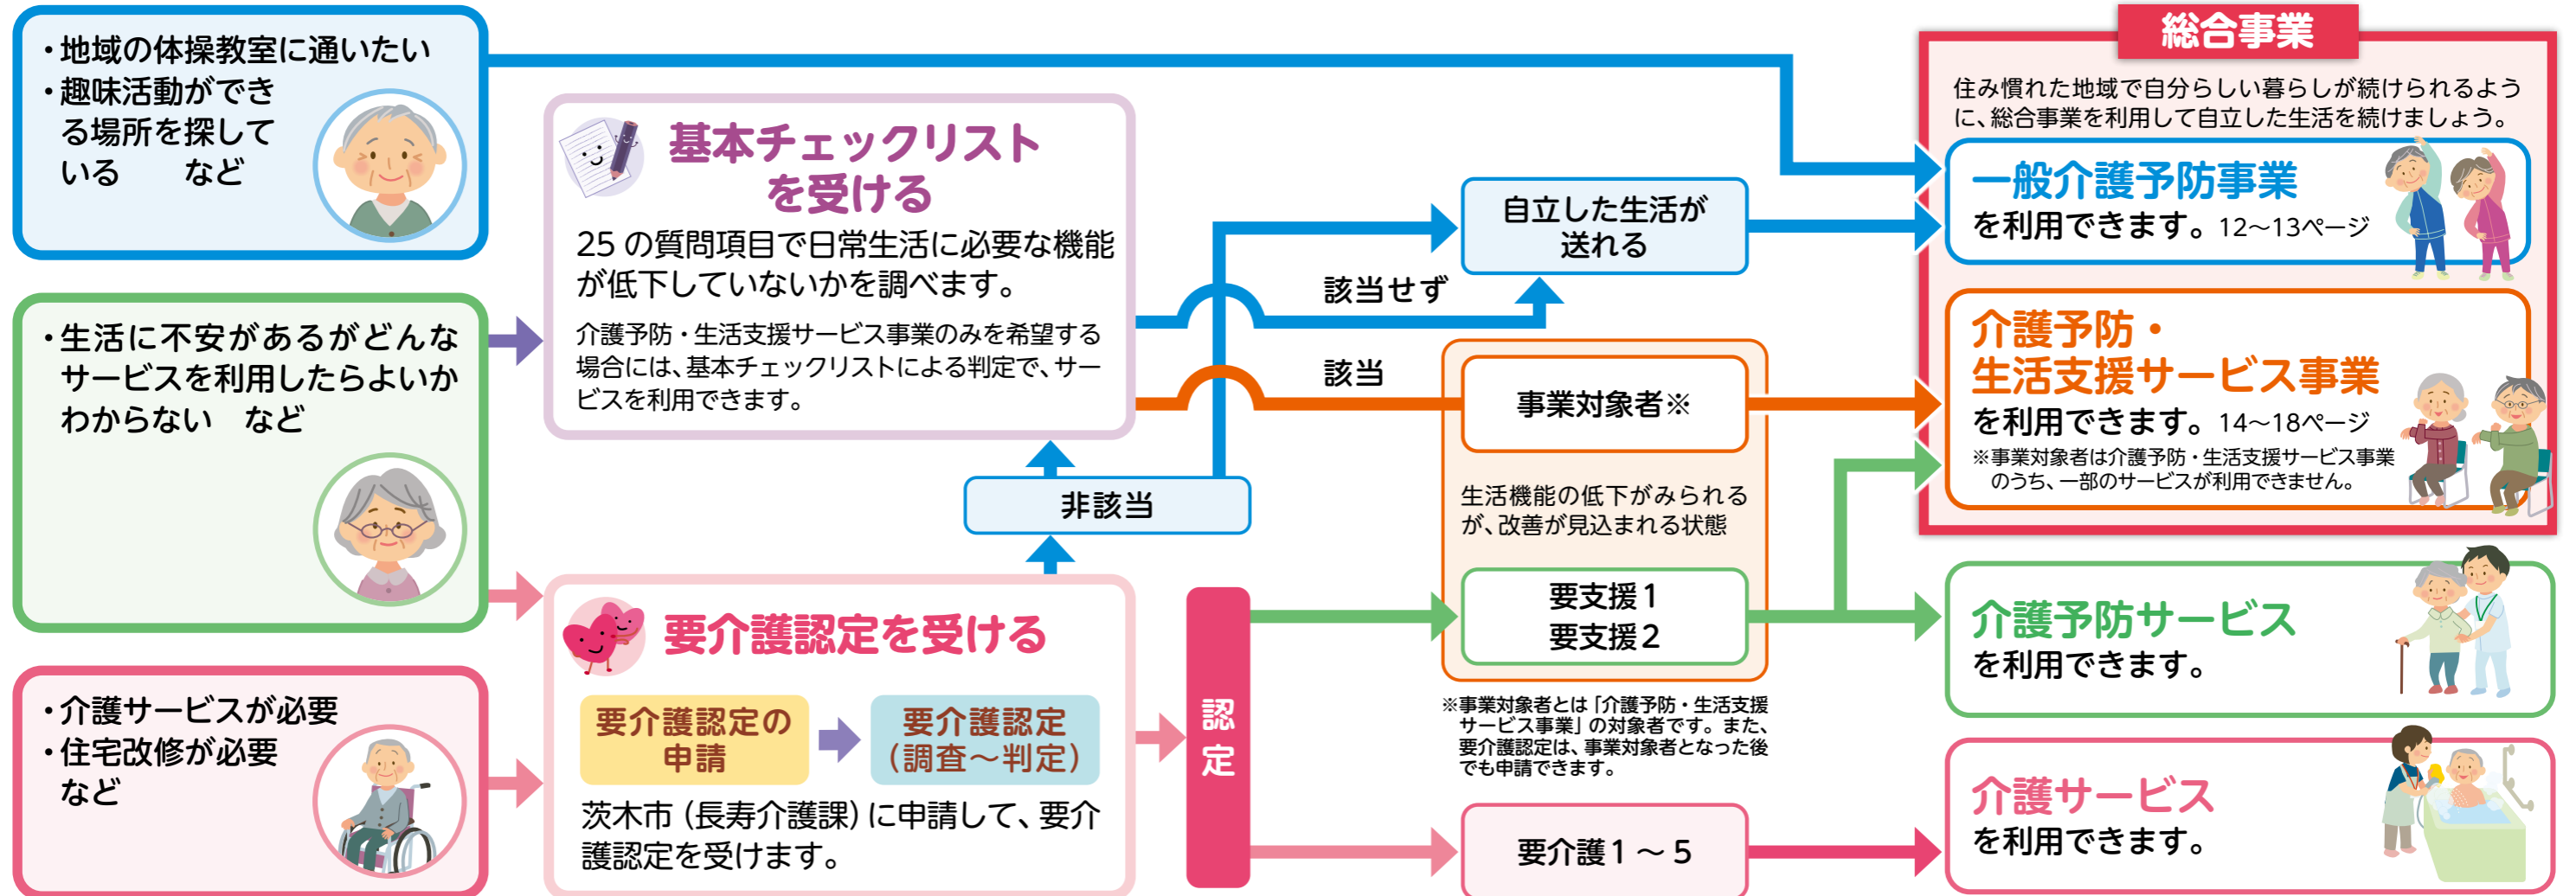 ・地域の体操教室に通いたい
・趣味活動ができ
る場所を探して
いる　　など
・生活に不安があるがどんな
サービスを利用したらよいか
わからない　など
・介護サービスが必要
・住宅改修が必要
など
基本チェックリスト
を受ける
25の質問項目で日常生活に必要な機能
が低下していないかを調べます。
介護予防・生活支援サービス事業のみを希望する
場合には、基本チェックリストによる判定で、サー
ビスを利用できます。
非該当
要介護認定を受ける
要介護認定の
申請
要介護認定
（調査～判定）
茨木市（長寿介護課）に申請して、要介
護認定を受けます。
認定
該当せず
該当
自立した生活が
送れる
事業対象者※
生活機能の低下がみられる
が、改善が見込まれる状態
要支援1
要支援2
※事業対象者とは「介護予防・生活支援
サービス事業」の対象者です。また、
要介護認定は、事業対象者となった後
でも申請できます。
要介護1～5
総合事業
住み慣れた地域で自分らしい暮らしが続けられるよう
に、総合事業を利用して自立した生活を続けましょう。
一般介護予防事業
を利用できます。12～13ページ
介護予防・
生活支援サービス事業
を利用できます。14～18ページ
※事業対象者は介護予防・生活支援サービス事業
のうち、一部のサービスが利用できません。
介護予防サービス
を利用できます。
介護サービス
を利用できます。